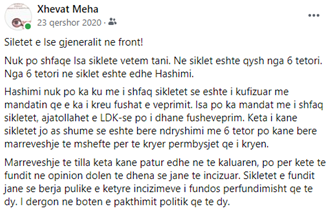 Xhevat Meha
23 qershor 2020
Siletet e Ise gjeneralit ne front!
Nuk po shfaqe Isa siklete vetem tani. Ne siklet eshte qysh nga 6 tetori.
Nga 6 tetori ne siklet eshte edhe Hashimi.
Hashimi nuk po ka ku me i shfaq sikletet se eshte i kufizuar me
mandatin qe e ka i kreu fushat e veprimit. Isa po ka mandat me i shfaq
sikletet, ajatollahet e LDK-se po i dhane fusheveprim. Keta i kane
sikletet jo as shume se eshte bere ndryshimi me 6 tetor po kane bere
marreveshje te mshefte per te kryer permbysjet qe i kryen.
Marreveshje te tilla keta kane patur edhe ne te kaluaren, po per kete te
fundit ne opinion dolen te dhena se jane te incizuar. Sikletet e fundit
jane se berja pulike e ketyre incizimeve i fundos perfundimisht qe te
dy. I dergon ne boten e pakthimit politik qe te dy.